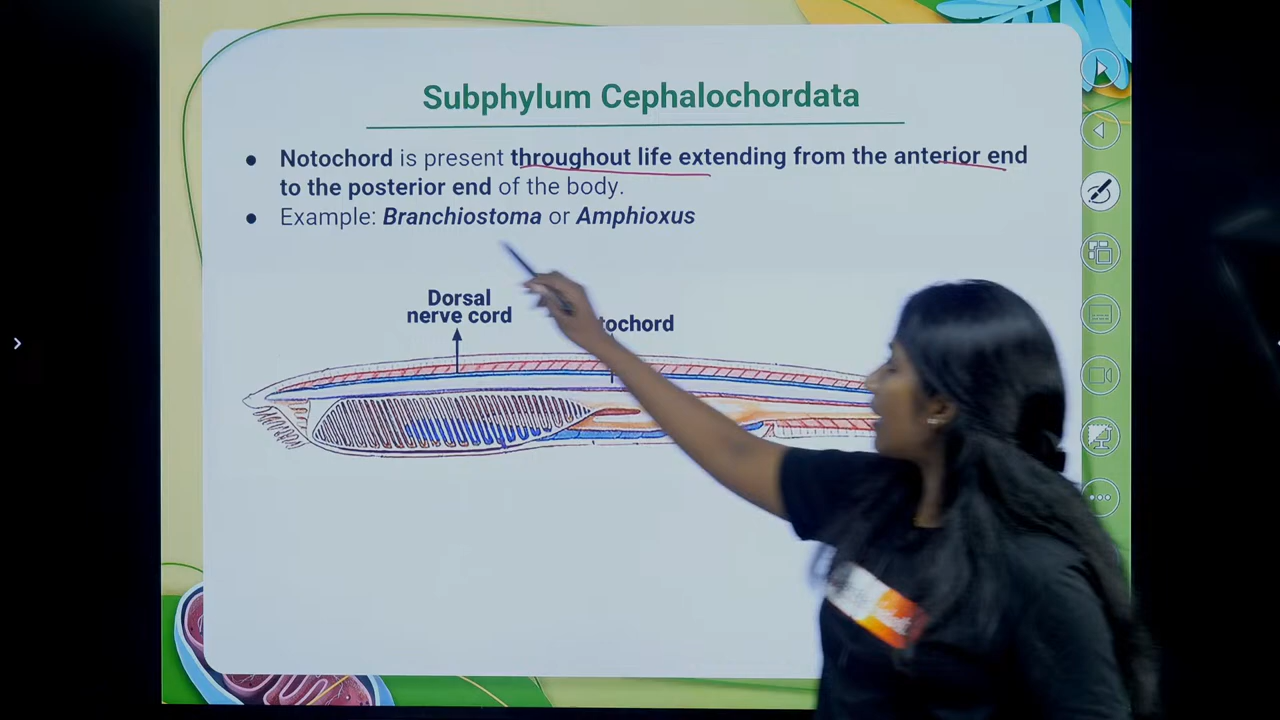 Subphylum Cephalochordata
● Notochord is present throughout life extending from the anterior end
to the posterior end of the body.
● Example: Branchiostoma or Amphioxus
Dorsal
nerve cord
tochord